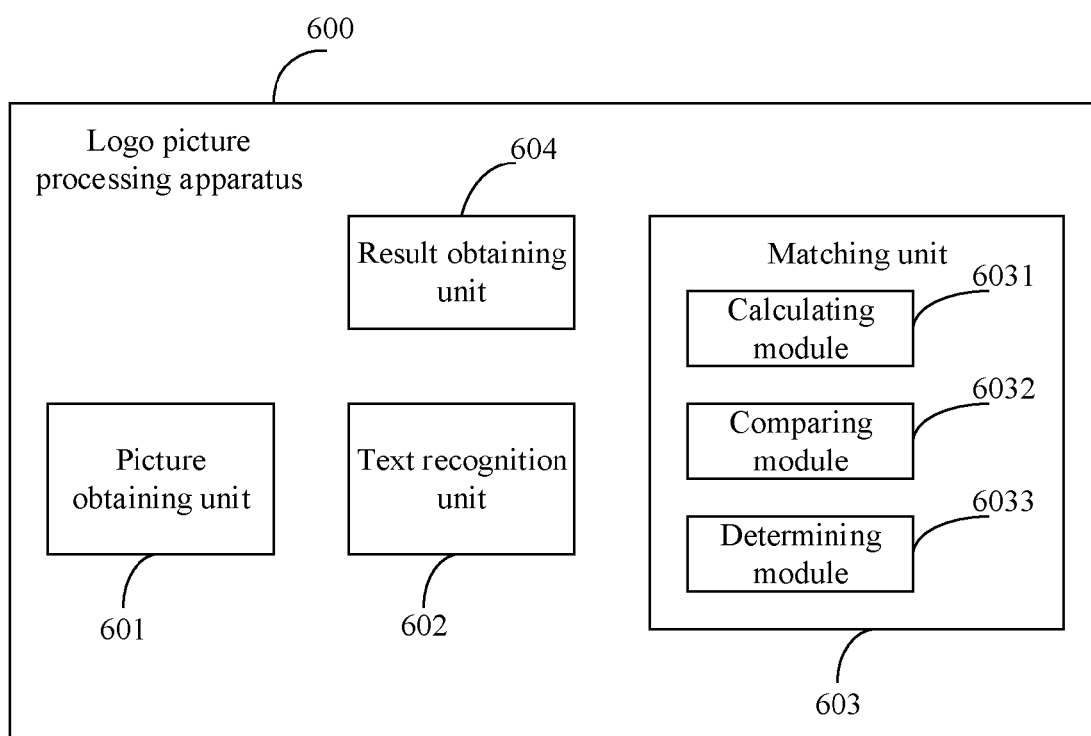 600
Logo picture
processing apparatus
604
Result obtaining
unit
Matching unit
6031
Calculating
module
6032
Comparing
module
6033
Determining
module
Picture
obtaining unit
Text recognition
unit
601
602
603